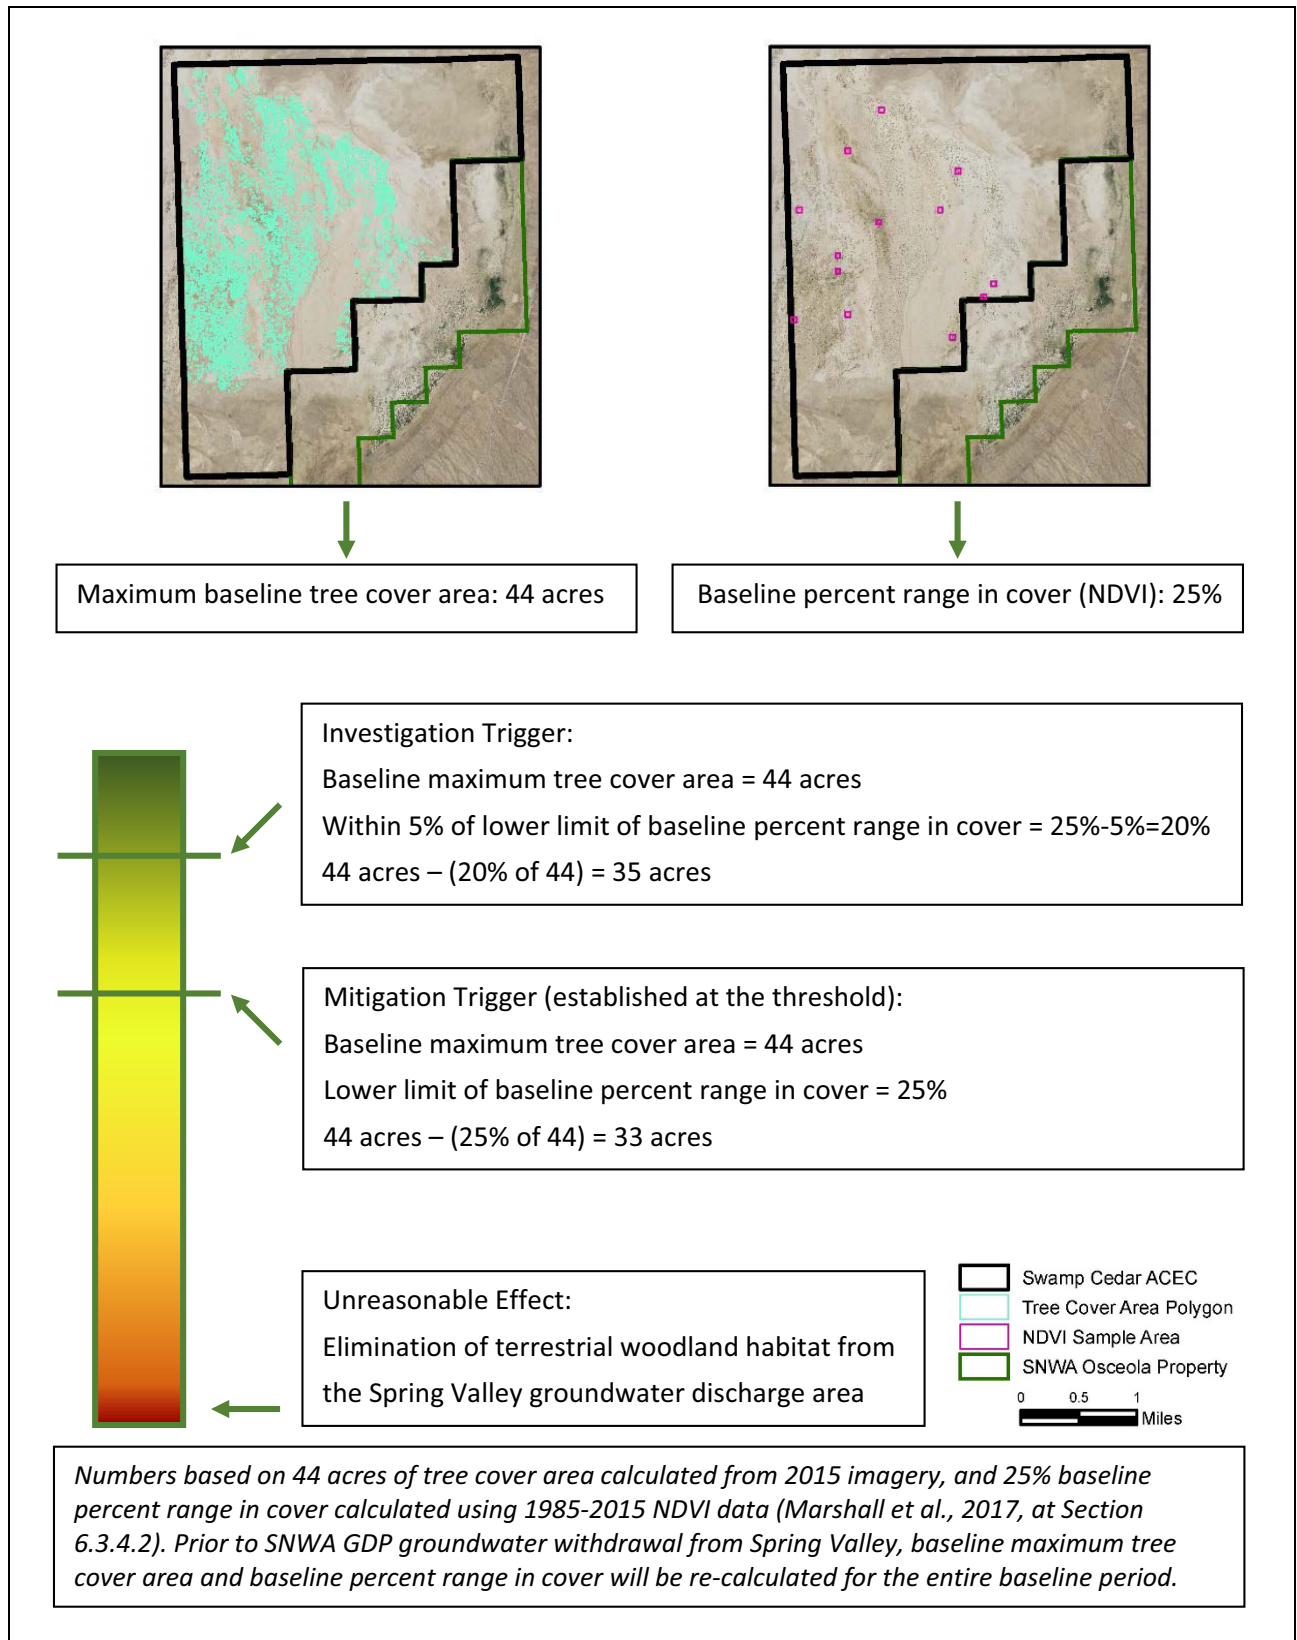 Maximum baseline tree cover area: 44 acres
Baseline percent range in cover (NDVI): 25%
Investigation Trigger:
Baseline maximum tree cover area = 44 acres
Within 5% of lower limit of baseline percent range in cover = 25%-5%=20%
44 acres – (20% of 44) = 35 acres
Mitigation Trigger (established at the threshold):
Baseline maximum tree cover area = 44 acres
Lower limit of baseline percent range in cover = 25%
44 acres – (25% of 44) = 33 acres
Unreasonable Effect:
Elimination of terrestrial woodland habitat from
the Spring Valley groundwater discharge area
Swamp Cedar ACEC
Tree Cover Area Polygon
NDVI Sample Area
SNWA Osceola Property
0 0.5 1
Miles
Numbers based on 44 acres of tree cover area calculated from 2015 imagery, and 25% baseline
percent range in cover calculated using 1985-2015 NDVI data (Marshall et al., 2017, at Section
6.3.4.2). Prior to SNWA GDP groundwater withdrawal from Spring Valley, baseline maximum tree
cover area and baseline percent range in cover will be re-calculated for the entire baseline period.